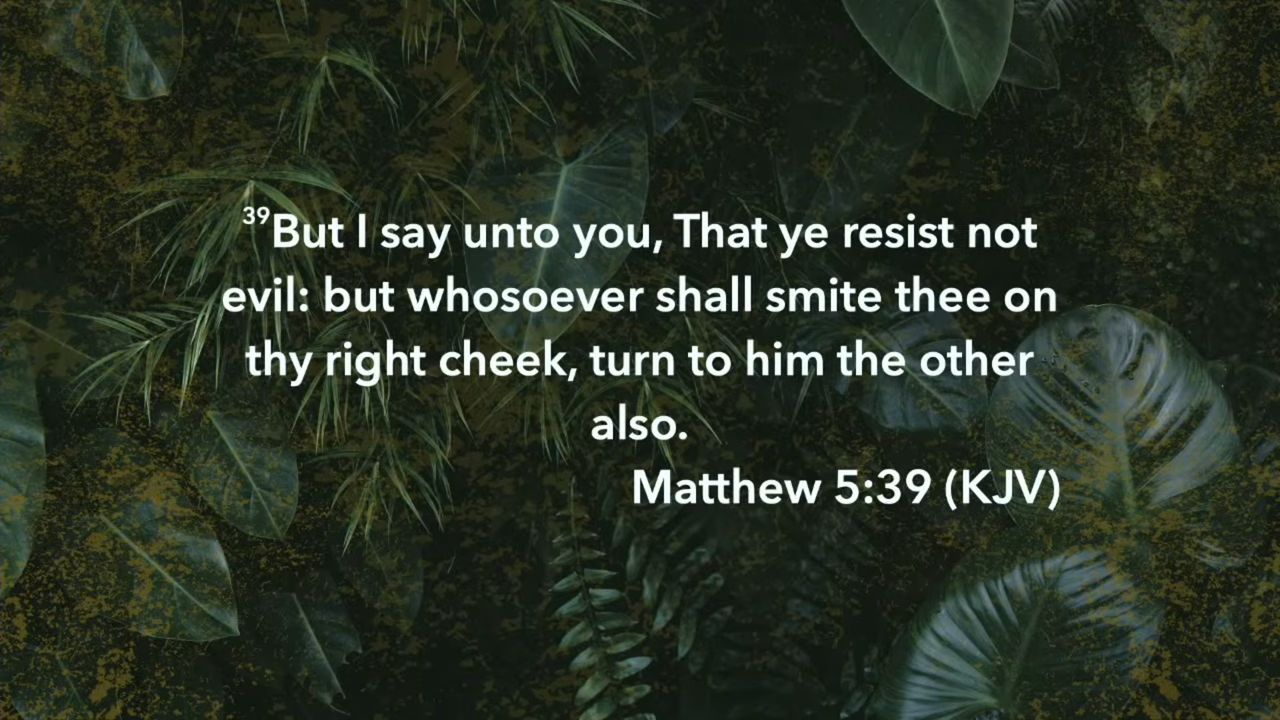 ³⁹But I say unto you, That ye resist not
evil: but whosoever shall smite thee on
thy right cheek, turn to him the other
also.
Matthew 5:39 (KJV)